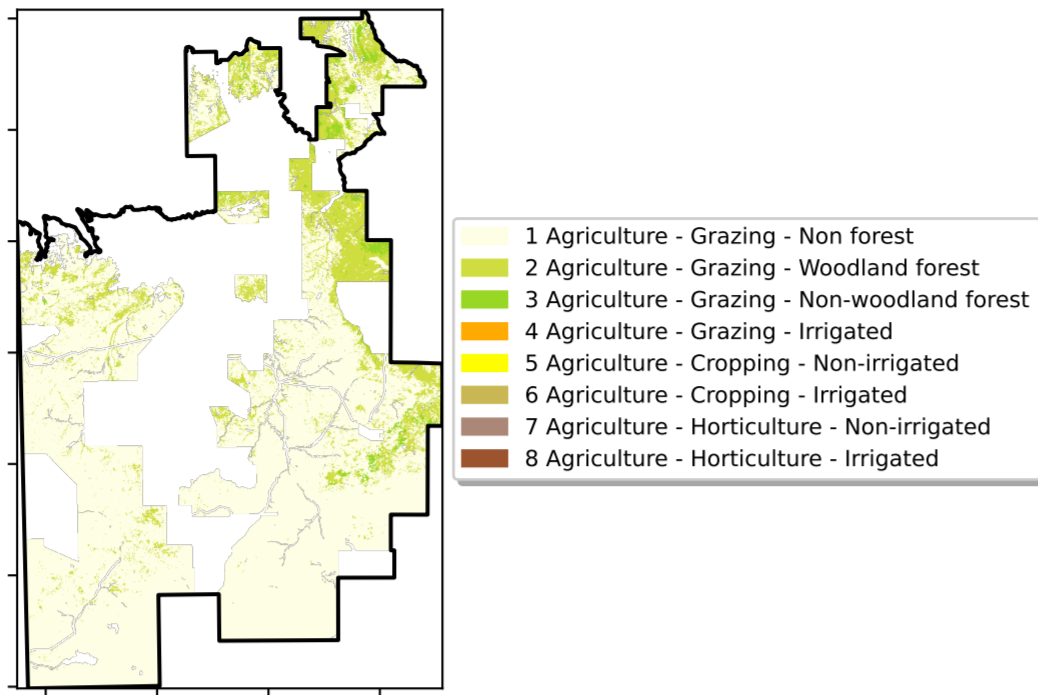 1 Agriculture - Grazing - Non forest
2 Agriculture - Grazing - Woodland forest
3 Agriculture - Grazing - Non-woodland forest
4 Agriculture - Grazing - Irrigated
5 Agriculture - Cropping - Non-irrigated
6 Agriculture - Cropping - Irrigated
7 Agriculture - Horticulture - Non-irrigated
8 Agriculture - Horticulture - Irrigated